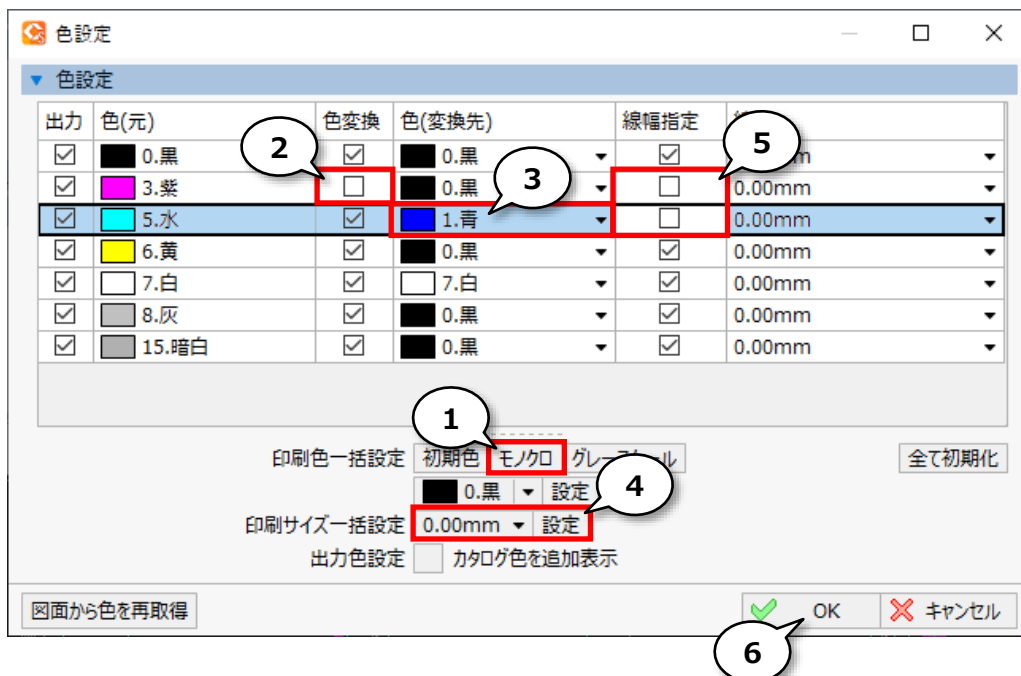 色設定
色設定
出力 色(元) 色変換 色(変換先) 線幅指定
0.黒 0.黒
3.紫 0.黒 0.00mm
5.水 1.青 0.00mm
6.黄 0.黒 0.00mm
7.白 7.白 0.00mm
8.灰 0.黒 0.00mm
15.暗白 0.黒 0.00mm
2
3
5
1
印刷色一括設定 初期色 モノクロ 全て初期化
0.黒 設定
4
印刷サイズ一括設定 0.00mm 設定
出力色設定 カタログ色を追加表示
図面から色を再取得 OK キャンセル
6